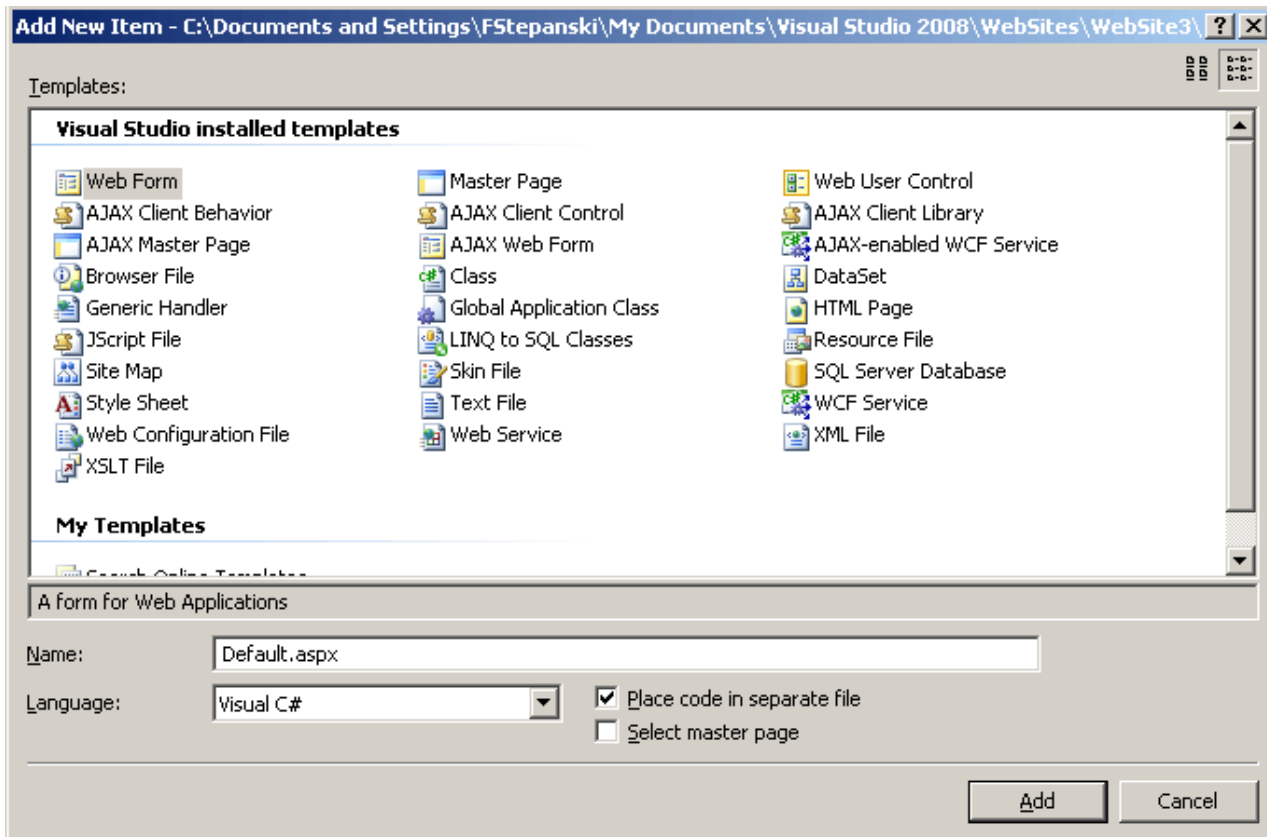 Add New Item - C:\Documents and Settings\FStepanski\My Documents\Visual Studio 2008\WebSites\WebSite3\
Templates:
Visual Studio installed templates
Web Form Master Page Web User Control
AJAX Client Behavior AJAX Client Control AJAX Client Library
AJAX Master Page AJAX Web Form AJAX-enabled WCF Service
Browser File Class DataSet
Generic Handler Global Application Class HTML Page
JScript File LINQ to SQL Classes Resource File
Site Map Skin File SQL Server Database
Style Sheet Text File WCF Service
Web Configuration File Web Service XML File
XSLT File
My Templates
Search Online Templates
A form for Web Applications
Name: Default.aspx
Language: Visual C# Place code in separate file
Select master page
Add Cancel